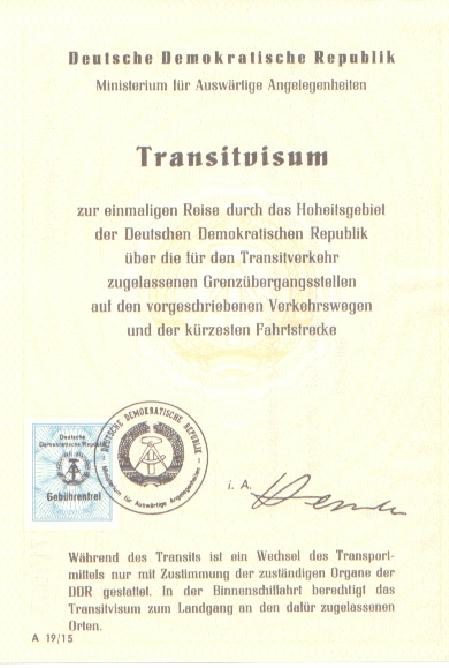 Deutsche Demokratische Republik
Ministerium für Auswärtige Angelegenheiten
Transitvisum
zur einmaligen Reise durch das Hoheitsgebiet
der Deutschen Demokratischen Republik
über die für den Transitverkehr
zugelassenen Grenzübergangsstellen
auf den vorgeschriebenen Verkehrswegen
und der kürzesten Fahrtstrecke
Deutsche
Demokratische Republik
Gebührenfrei
– DEUTSCHE DEMOKRATISCHE REPUBLIK –
Ministerium für Auswärtige Angelegenheiten
i. A.
Während des Transits ist ein Wechsel des Transport-
mittels nur mit Zustimmung der zuständigen Organe der
DDR gestattet. In der Binnenschiffahrt berechtigt das
Transitvisum zum Landgang an den dafür zugelassenen
Orten.
A 19/15